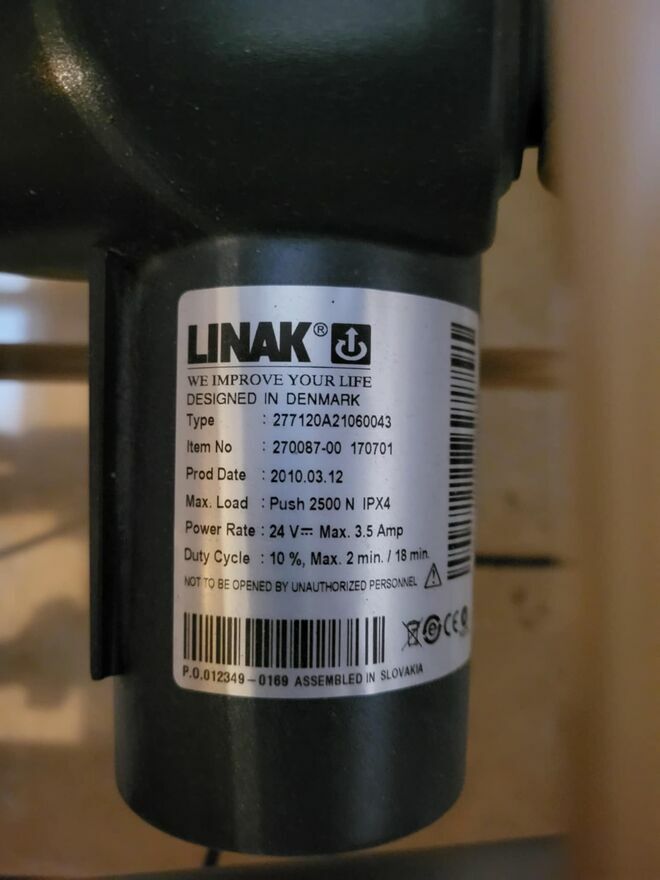 LINAK®
WE IMPROVE YOUR LIFE
DESIGNED IN DENMARK
Type : 277120A21060043
Item No : 270087-00 170701
Prod Date : 2010.03.12
Max. Load : Push 2500 N IPX4
Power Rate : 24 V⎓ Max. 3.5 Amp
Duty Cycle : 10 %, Max. 2 min. / 18 min.
NOT TO BE OPENED BY UNAUTHORIZED PERSONNEL
CE
P.O.012349-0169 ASSEMBLED IN SLOVAKIA